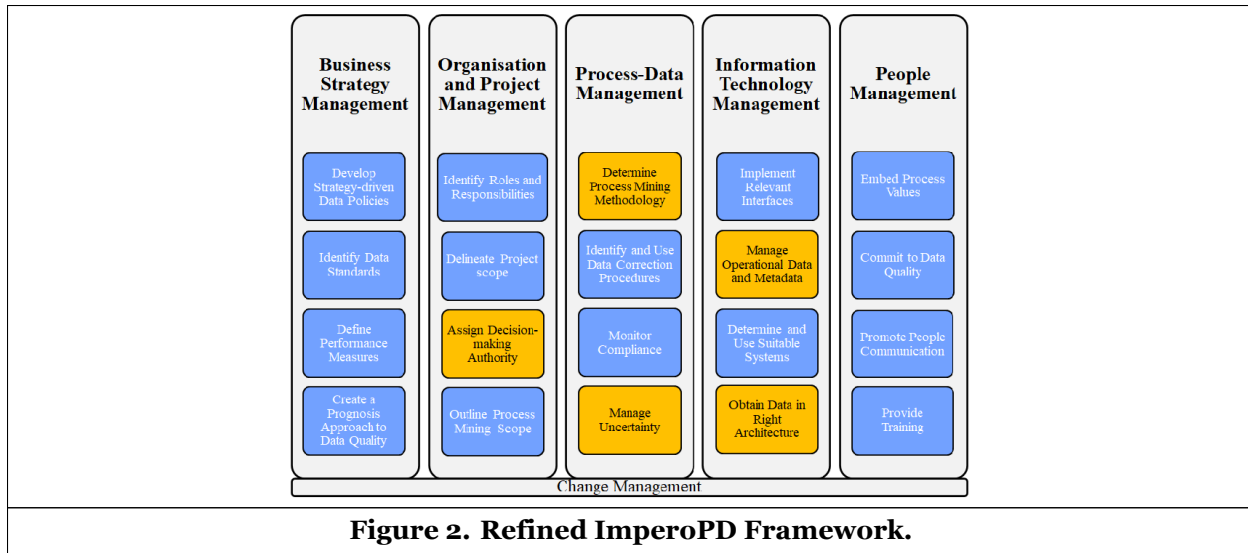 Business
Strategy
Management
Develop
Strategy-driven
Data Policies
Identify Data
Standards
Define
Performance
Measures
Create a
Prognosis
Approach to
Data Quality
Organisation
and Project
Management
Identify Roles and
Responsibilities
Delineate Project
scope
Assign Decision-
making
Authority
Outline Process
Mining Scope
Process-Data
Management
Determine
Process Mining
Methodology
Identify and Use
Data Correction
Procedures
Monitor
Compliance
Manage
Uncertainty
Information
Technology
Management
Implement
Relevant
Interfaces
Manage
Operational Data
and Metadata
Determine and
Use Suitable
Systems
Obtain Data in
Right
Architecture
People
Management
Embed Process
Values
Commit to Data
Quality
Promote People
Communication
Provide
Training
Change Management
Figure 2. Refined ImperoPD Framework.